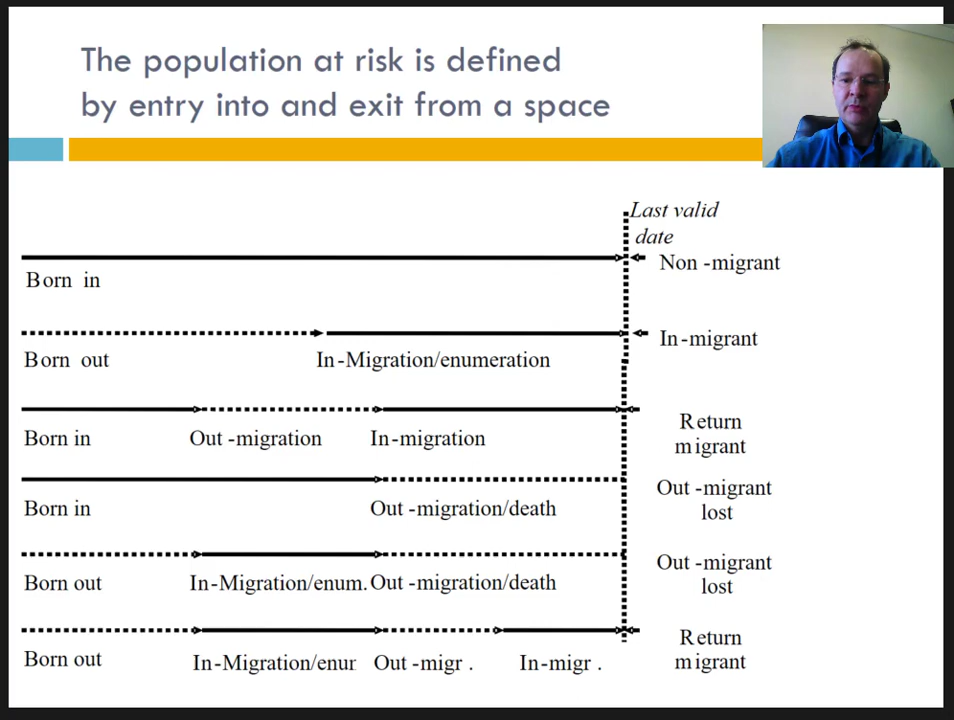 The population at risk is defined
by entry into and exit from a space
Last valid
date
Non -migrant
Born in
In-migrant
Born out
In-Migration/enumeration
Return
migrant
Born in
Out -migration
In-migration
Out -migrant
lost
Born in
Out -migration/death
Out -migrant
lost
Born out
In-Migration/enum.
Out -migration/death
Return
migrant
Born out
In-Migration/enur
Out -migr .
In-migr .